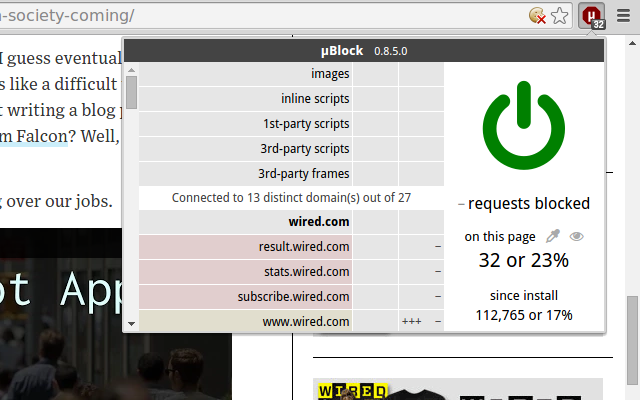 -society-coming/
32
I guess eventual
s like a difficult
t writing a blog p
m Falcon? Well,
g over our jobs.
ot App
µBlock 0.8.5.0
images
inline scripts
1st-party scripts
3rd-party scripts
3rd-party frames
Connected to 13 distinct domain(s) out of 27
wired.com
result.wired.com –
stats.wired.com –
subscribe.wired.com –
www.wired.com +++ –
– requests blocked
on this page
32 or 23%
since install
112,765 or 17%
WIRED